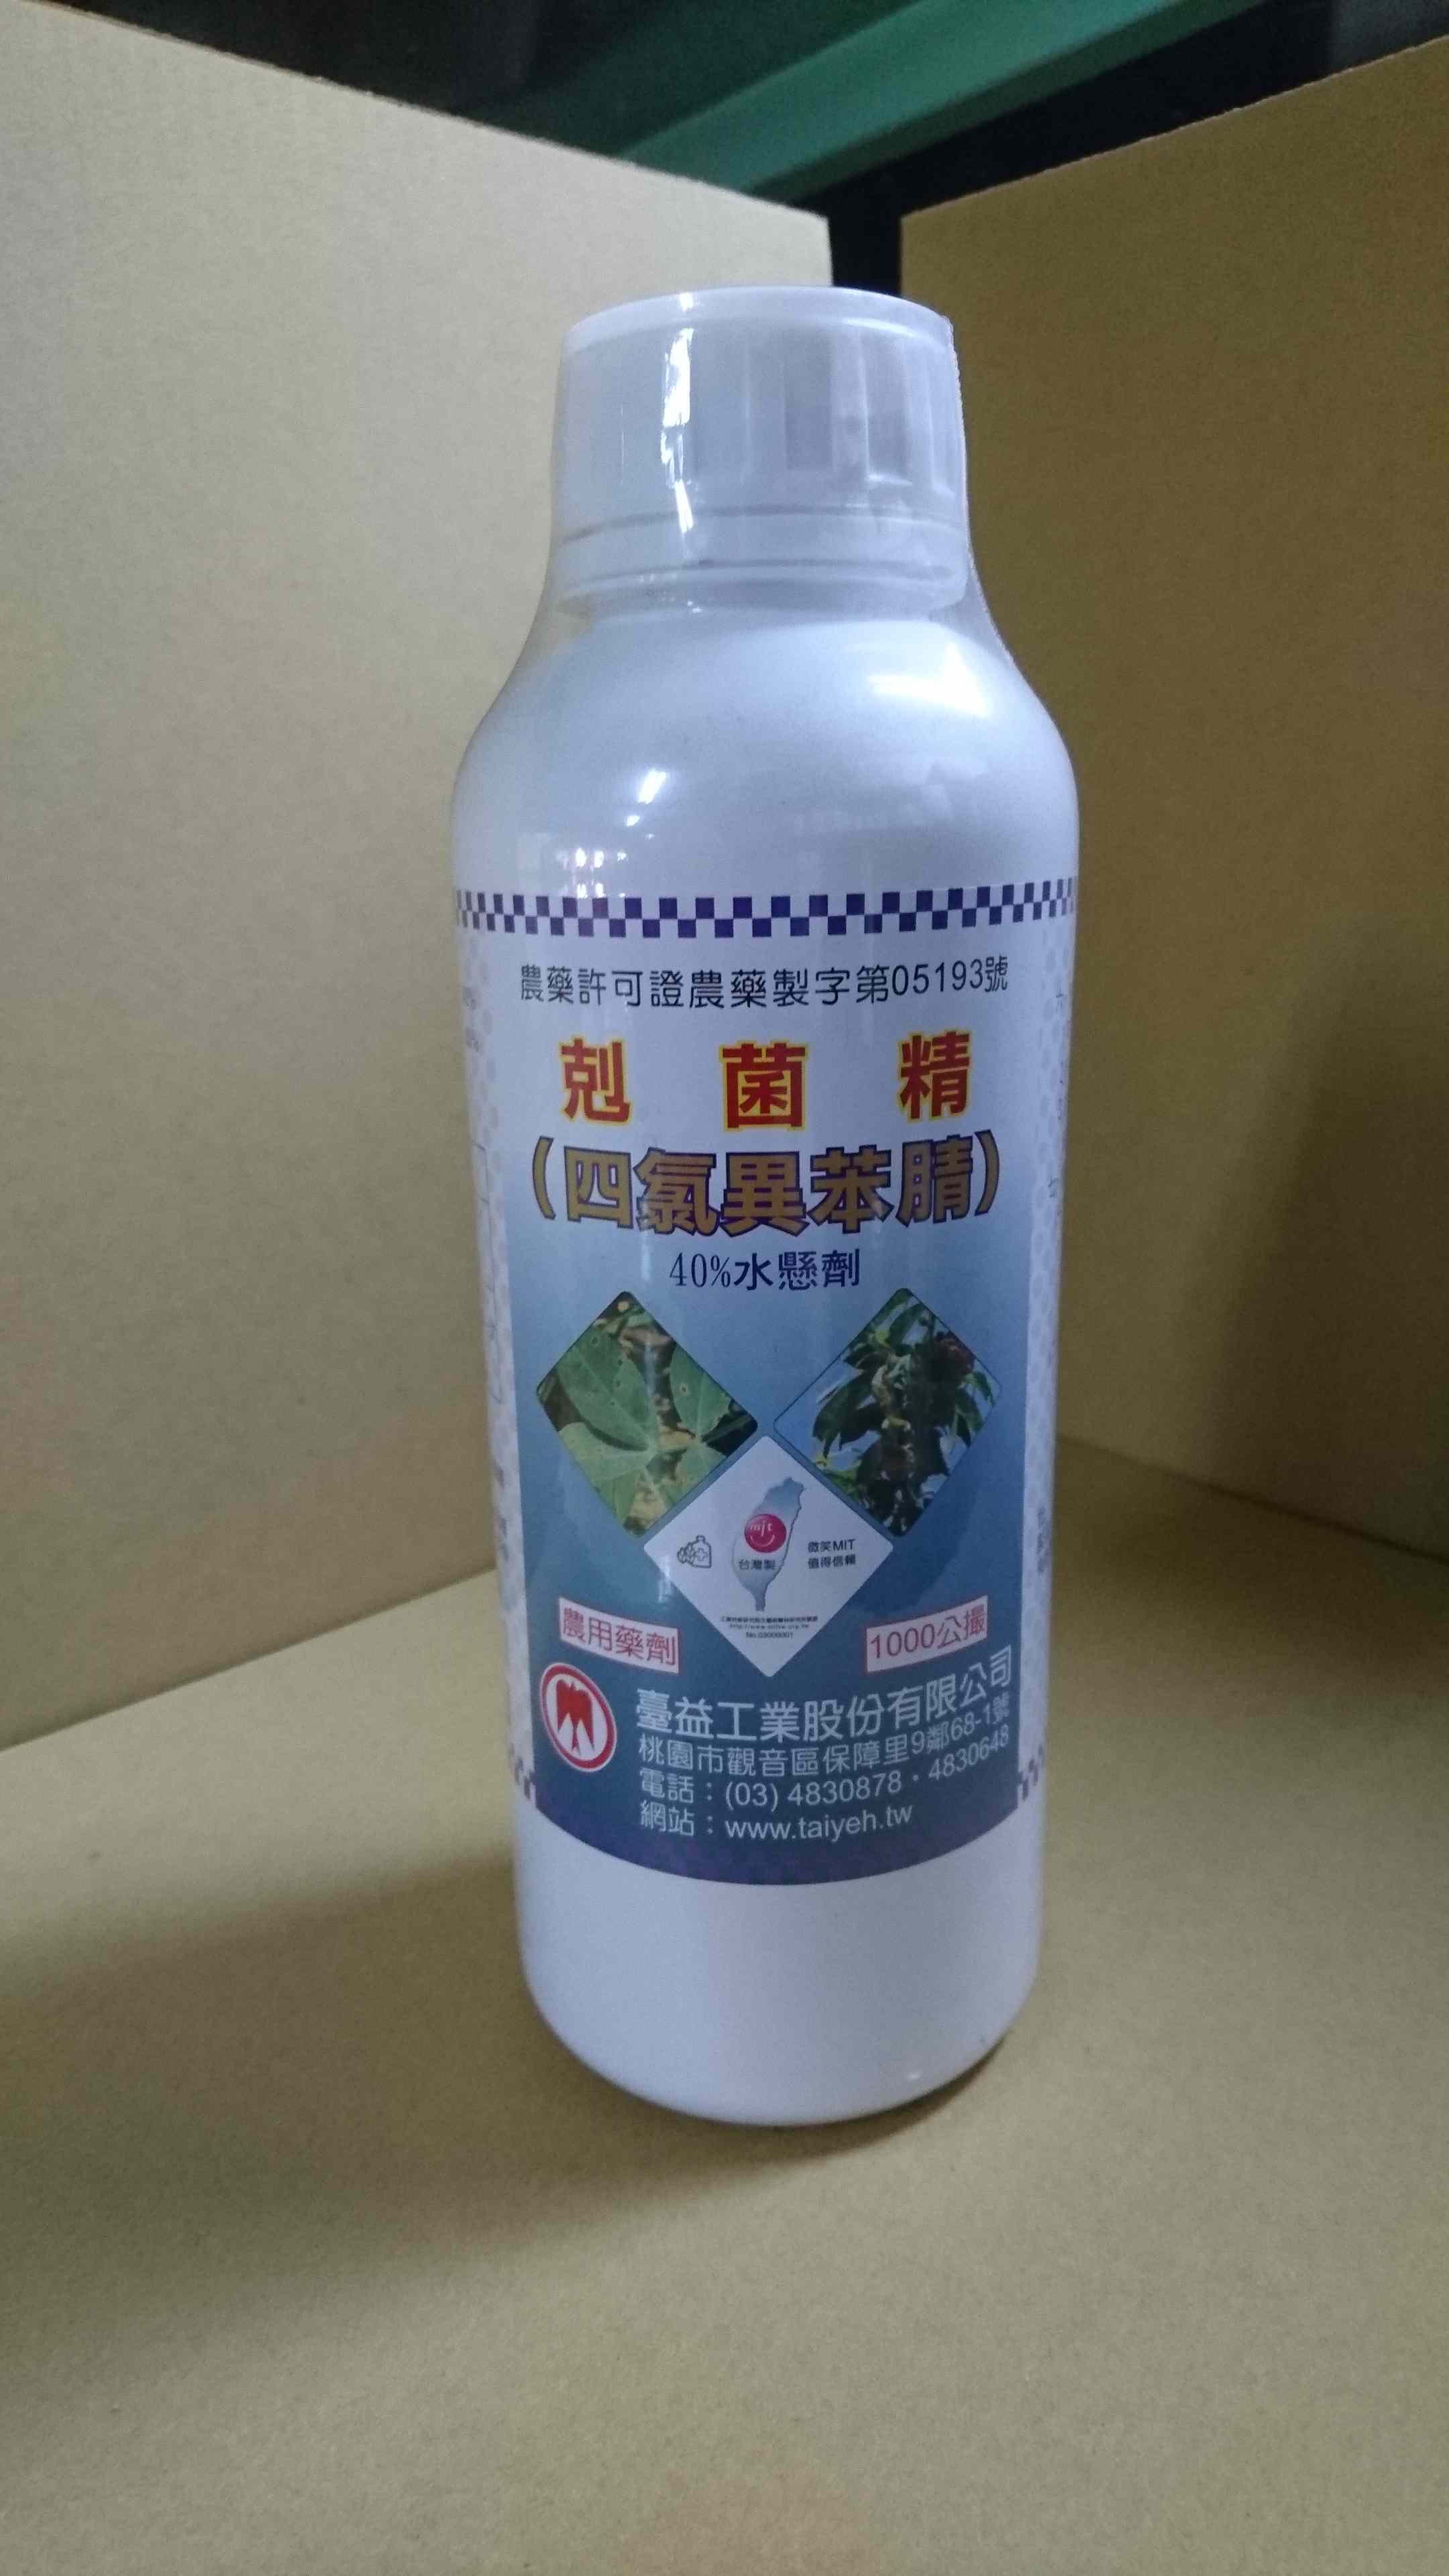 農藥許可證農藥製字第05193號
剋菌精
(四氯異苯腈)
40%水懸劑
mit
台灣製
微笑MIT
值得信賴
農用藥劑
1000公撮
臺益工業股份有限公司
桃園市觀音區保障里9鄰68-1號
電話：(03) 4830878・4830648
網站：www.taiyeh.tw